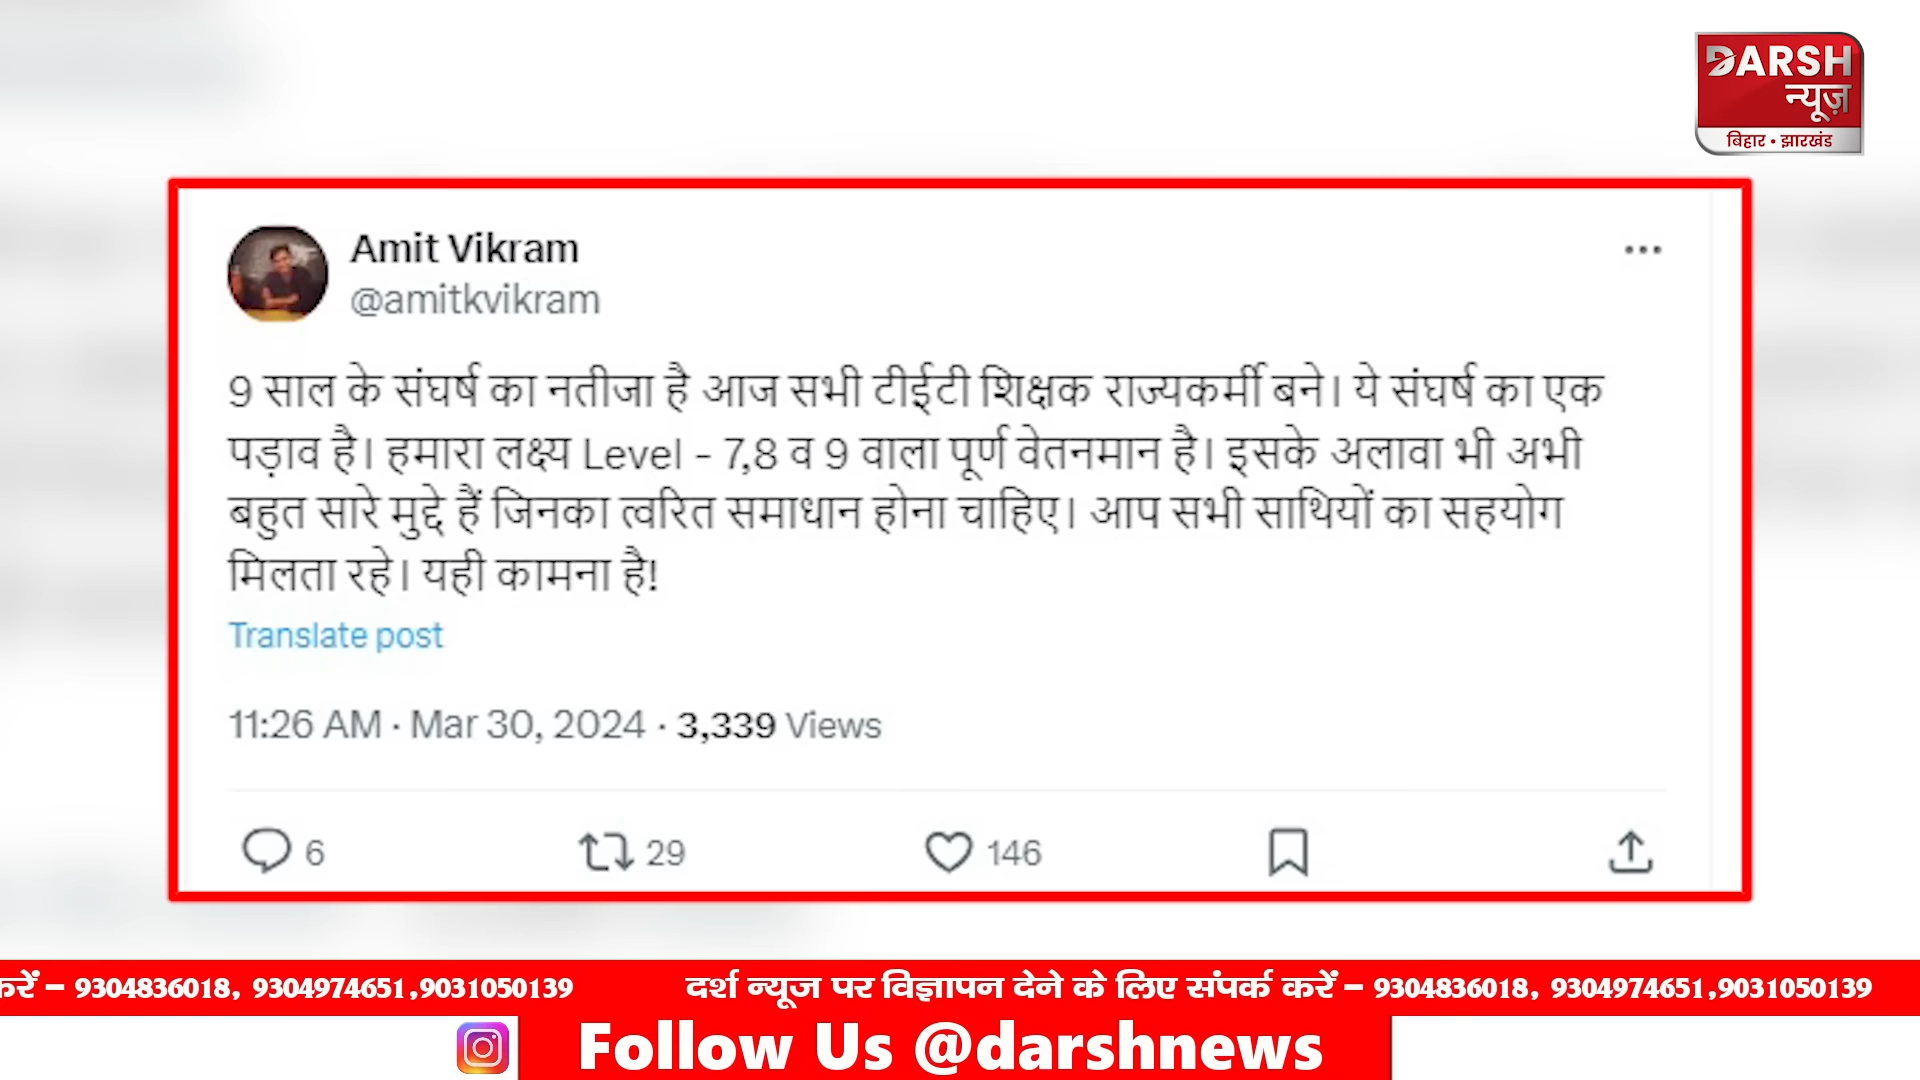 DARSH
न्यूज़
बिहार • झारखंड
Amit Vikram
@amitkvikram
9 साल के संघर्ष का नतीजा है आज सभी टीईटी शिक्षक राज्यकर्मी बने। ये संघर्ष का एक
पड़ाव है। हमारा लक्ष्य Level - 7,8 व 9 वाला पूर्ण वेतनमान है। इसके अलावा भी अभी
बहुत सारे मुद्दे हैं जिनका त्वरित समाधान होना चाहिए। आप सभी साथियों का सहयोग
मिलता रहे। यही कामना है!
Translate post
11:26 AM · Mar 30, 2024 · 3,339 Views
6 29 146
करें – 9304836018, 9304974651,9031050139 दर्श न्यूज पर विज्ञापन देने के लिए संपर्क करें – 9304836018, 9304974651,9031050139
Follow Us @darshnews